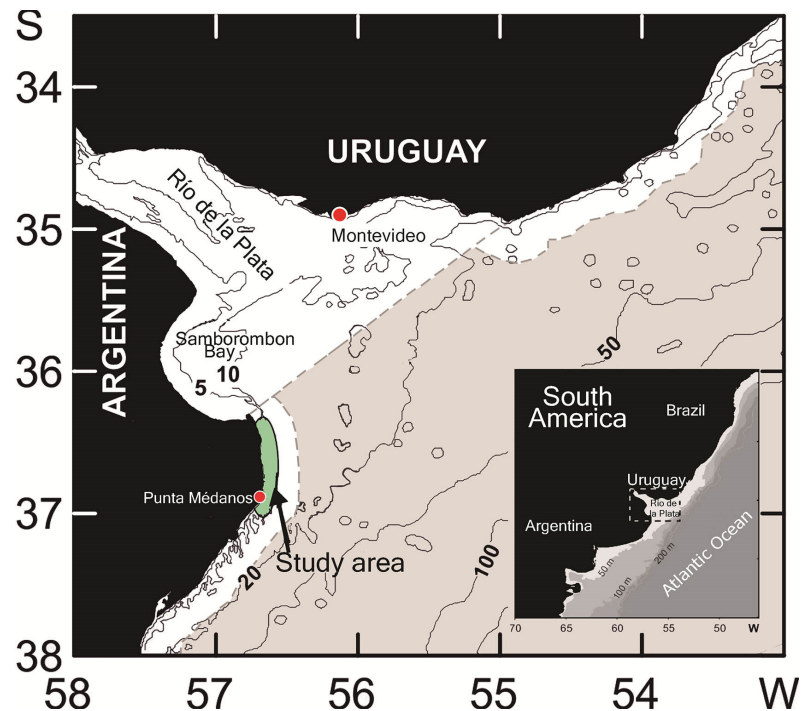 S
34
URUGUAY
Río de la Plata
35
Montevideo
ARGENTINA
Samborombon
Bay
5
10
36
50
Punta Médanos
37
Study area
20
100
38
58
57
56
55
54
W
South
America
Brazil
Uruguay
Río de
la Plata
Argentina
Atlantic Ocean
50 m
100 m
200 m
70
65
60
55
50
W